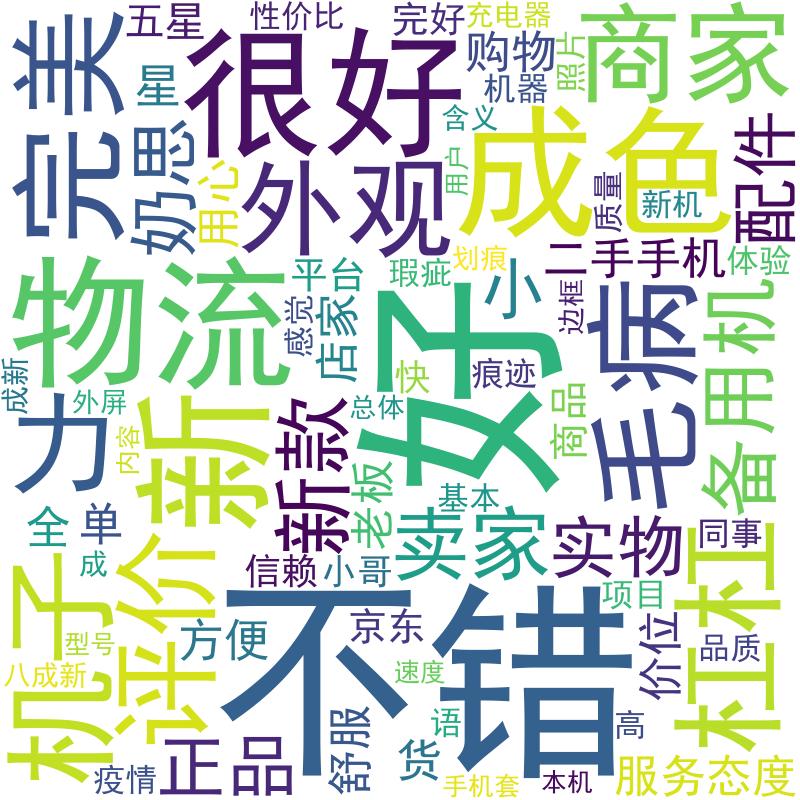 五星
性价比
完好
充电器
完美
星
很好
购物
照片
商家
机器
奶思
用心
外观
含义
用户
成色
质量
新机
配件
物流
平台
瑕疵
划痕
小
二手手机
体验
感觉
店家
好
边框
毛病
备用机
成新
外屏
快
痕迹
力
内容
新
新款
总体
商品
老板
基本
全
单
成
卖家
实物
同事
机子
评价
信赖
小哥
项目
杠杠
型号
方便
不错
京东
价位
品质
八成新
速度
语
高
疫情
正品
舒服
货
手机套
本机
服务态度